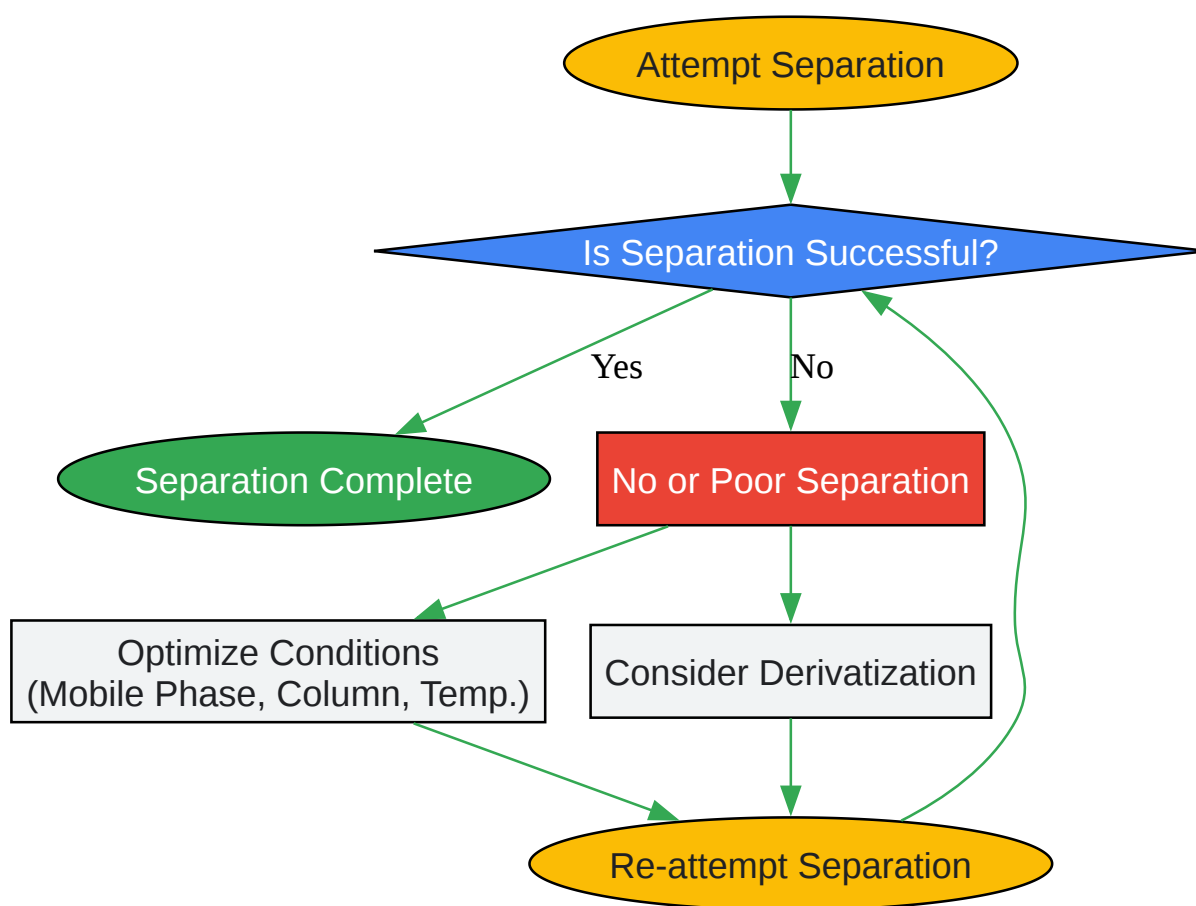 Attempt Separation
Is Separation Successful?
Yes
No
Separation Complete
No or Poor Separation
Optimize Conditions
(Mobile Phase, Column, Temp.)
Consider Derivatization
Re-attempt Separation